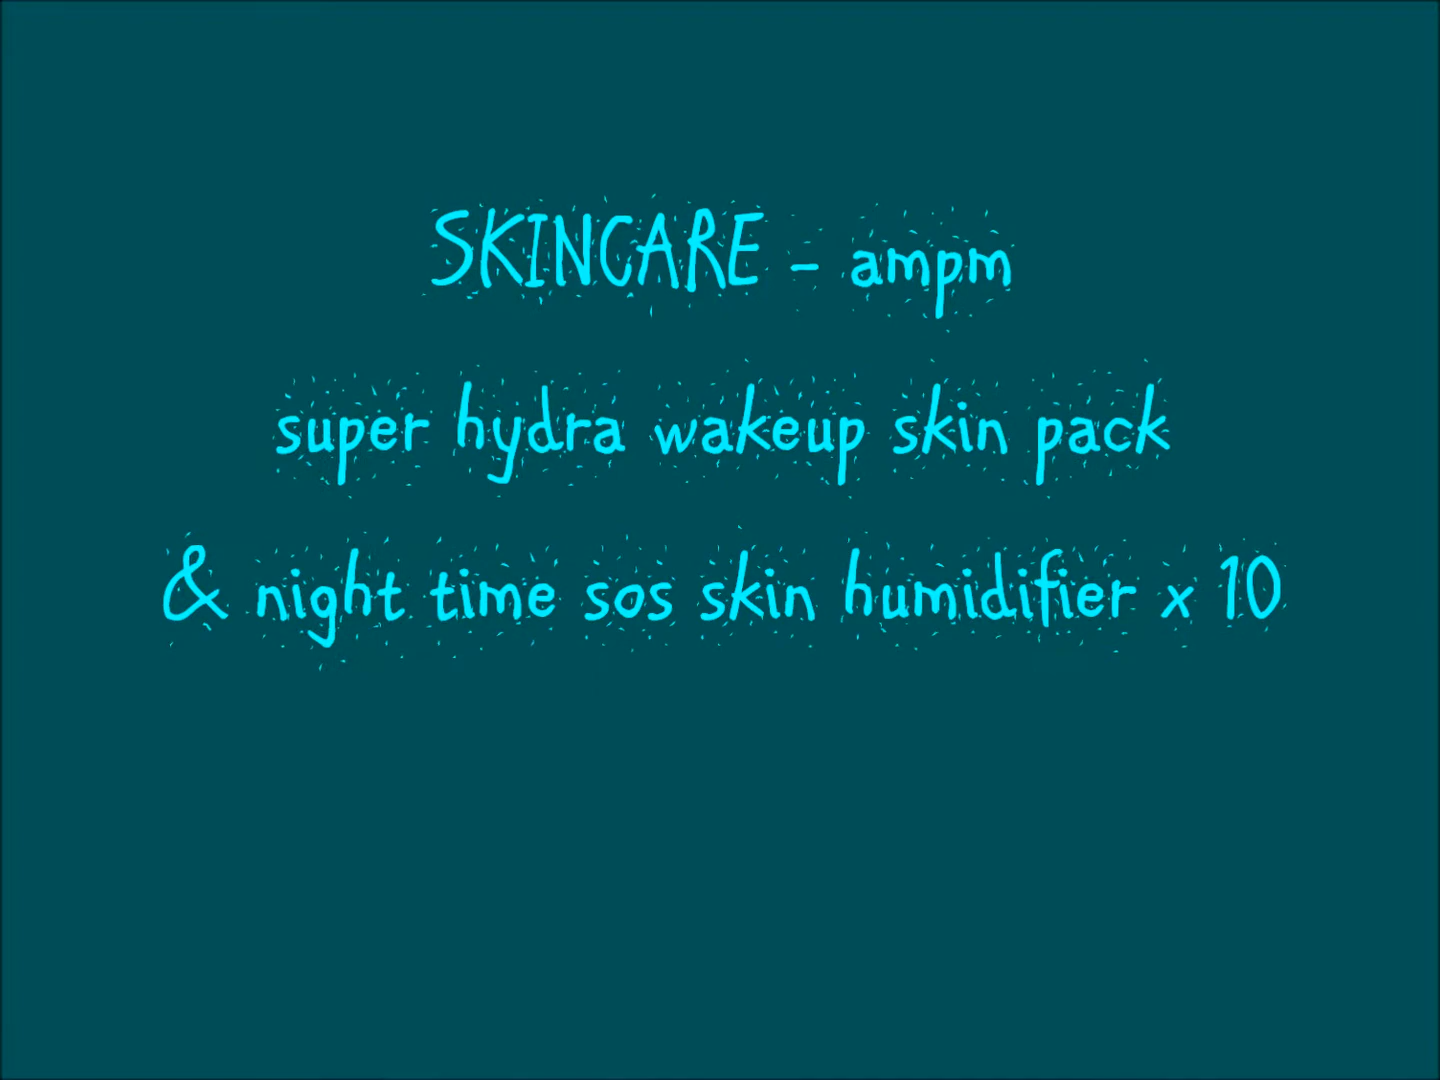 SKINCARE - ampm
super hydra wakeup skin pack
& night time sos skin humidifier x 10